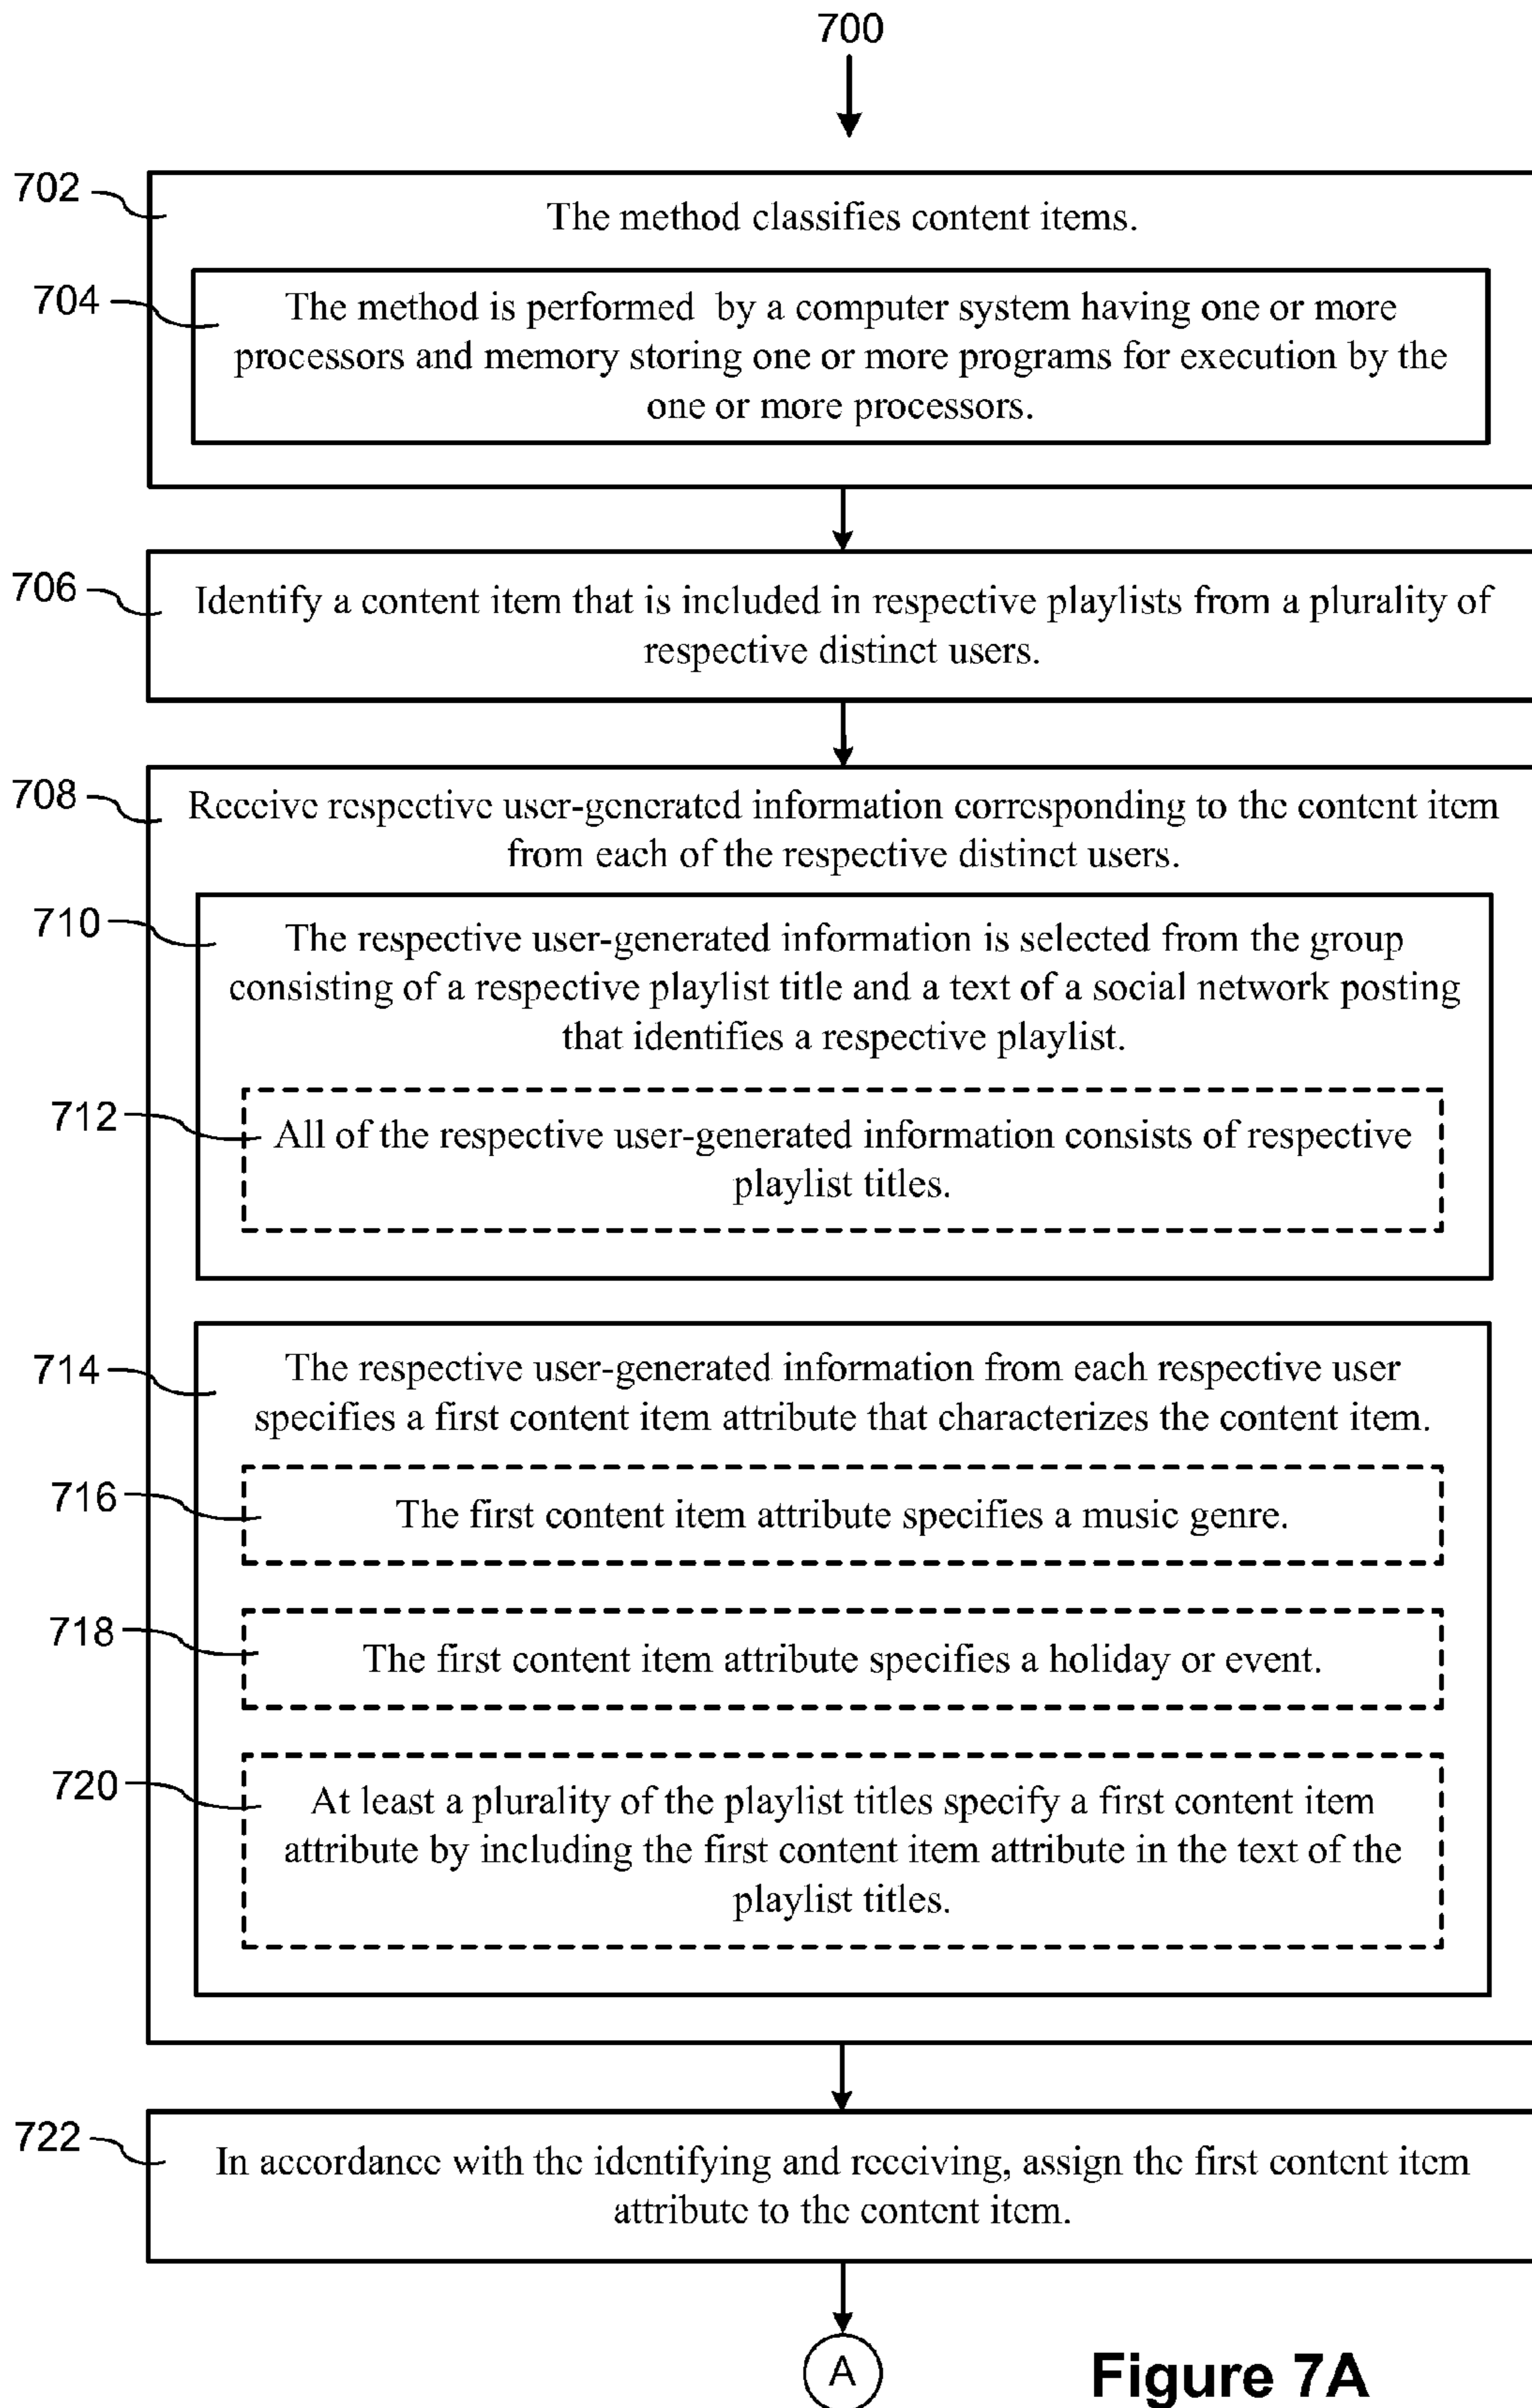 700
702
The method classifies content items.
704
The method is performed by a computer system having one or more
processors and memory storing one or more programs for execution by the
one or more processors.
706
Identify a content item that is included in respective playlists from a plurality of
respective distinct users.
708
Receive respective user-generated information corresponding to the content item
from each of the respective distinct users.
710
The respective user-generated information is selected from the group
consisting of a respective playlist title and a text of a social network posting
that identifies a respective playlist.
712
All of the respective user-generated information consists of respective
playlist titles.
714
The respective user-generated information from each respective user
specifies a first content item attribute that characterizes the content item.
716
The first content item attribute specifies a music genre.
718
The first content item attribute specifies a holiday or event.
720
At least a plurality of the playlist titles specify a first content item
attribute by including the first content item attribute in the text of the
playlist titles.
722
In accordance with the identifying and receiving, assign the first content item
attribute to the content item.
A
Figure 7A